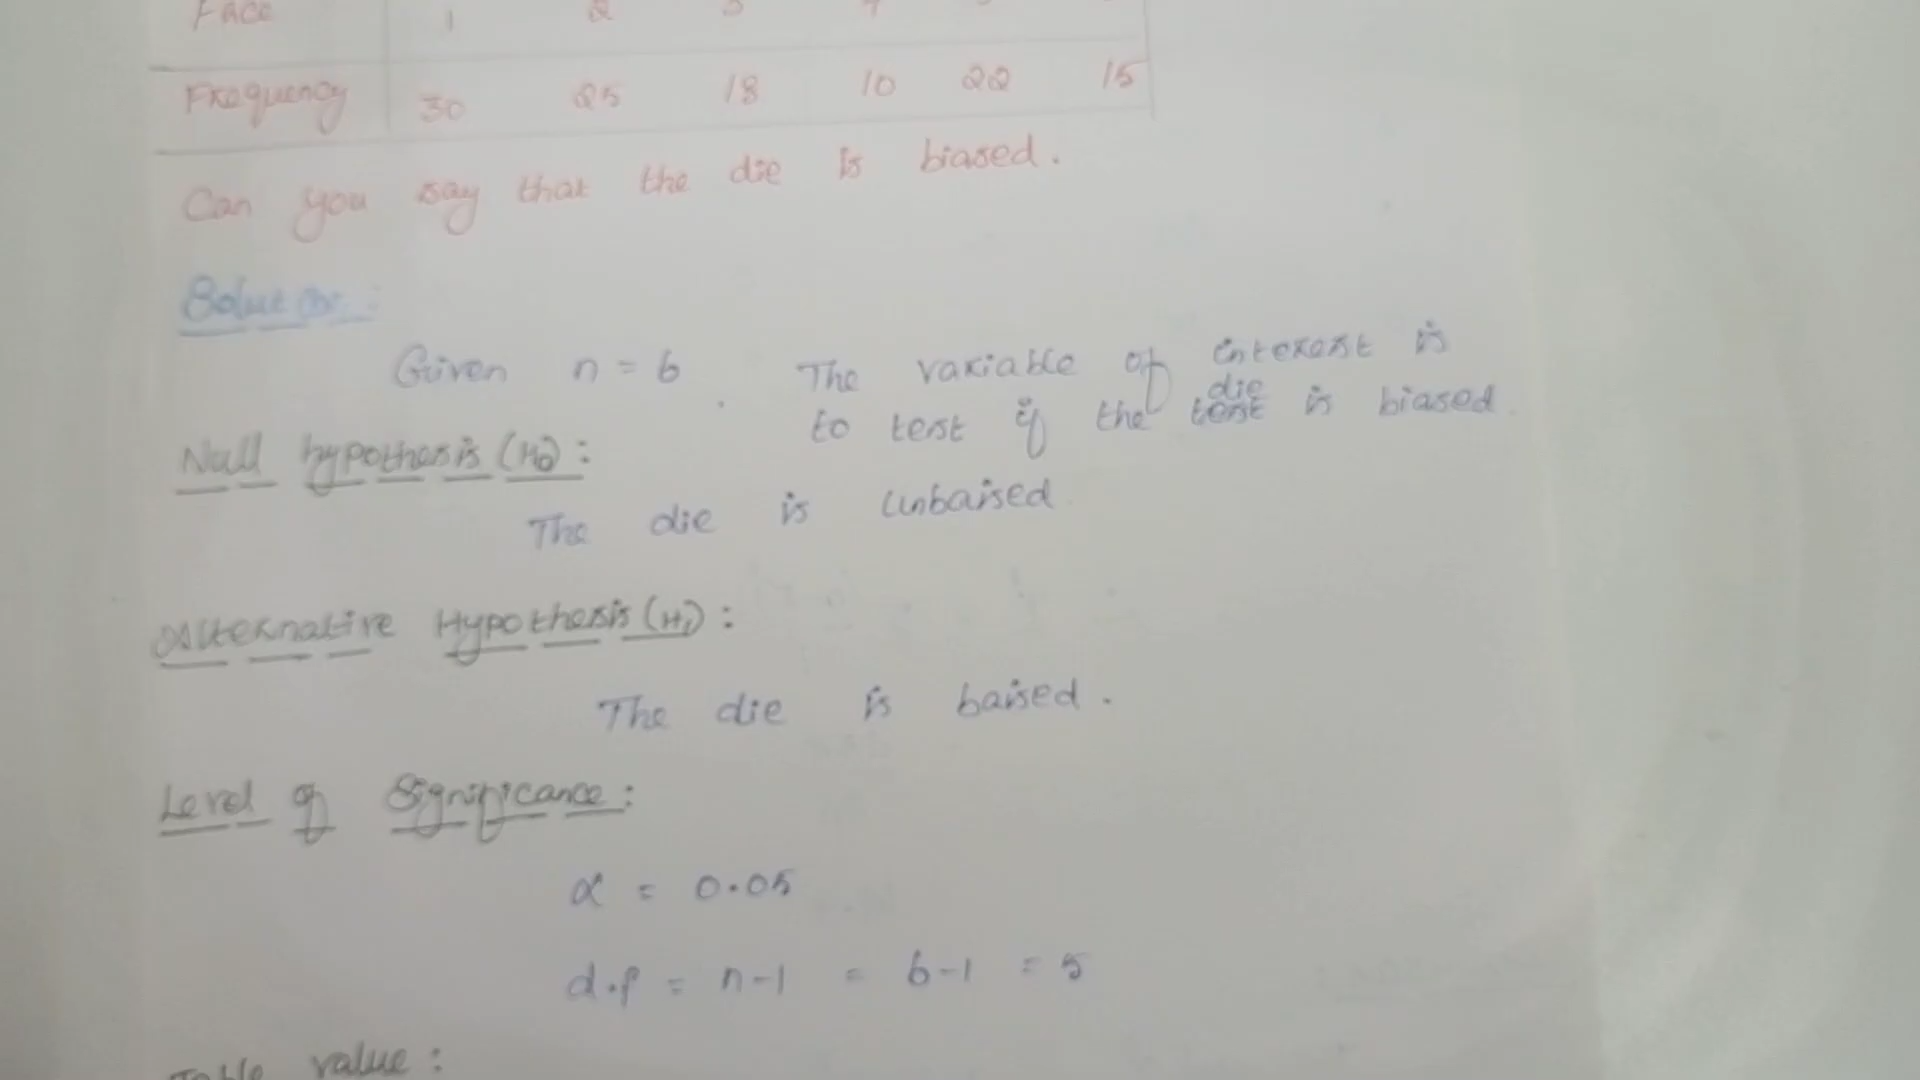 Face 1 2 3 4
Frequency 30 25 18 10 22 15
Can you say that the die is biased.
Solution:
Given n = 6. The variable of interest is
to test if the die is biased.
Null hypothesis (H0):
The die is unbaised
Alternative Hypothesis (H1):
The die is baised.
Level of Significance:
α = 0.05
d.f = n-1 = 6-1 = 5
Table value: